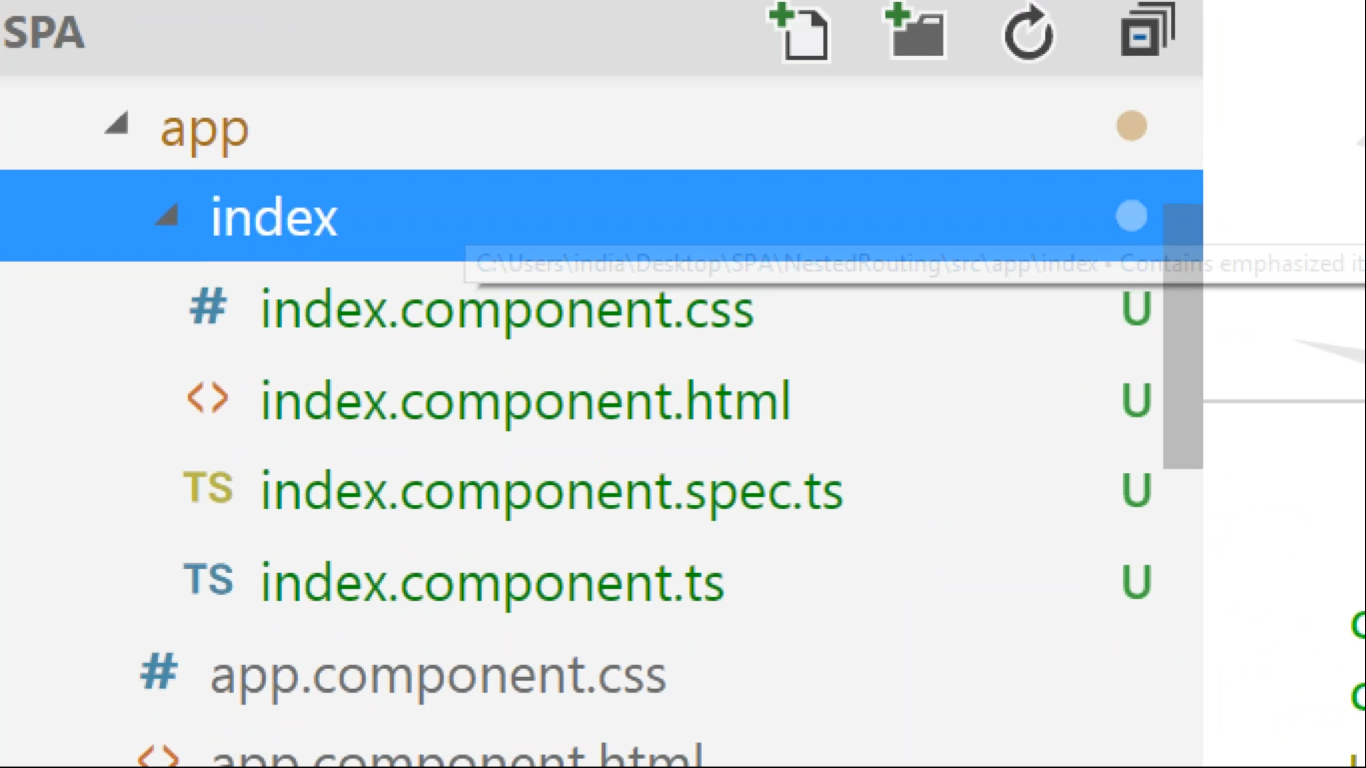 SPA
app
index
C:\Users\india\Desktop\SPA\NestedRouting\src\app\index • Contains emphasized it
# index.component.css U
<> index.component.html U
TS index.component.spec.ts U
TS index.component.ts U
# app.component.css
<> app.component.html